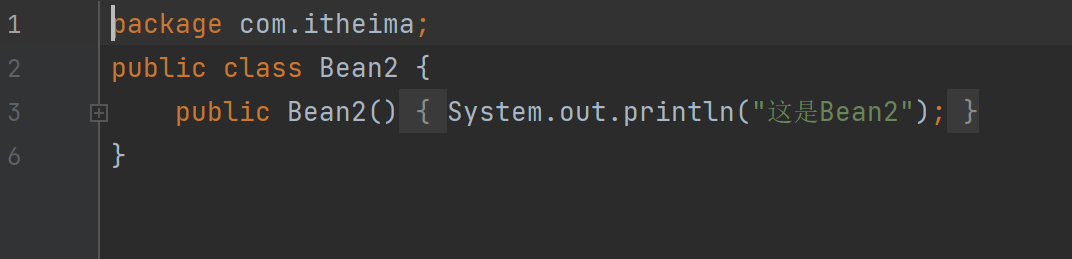 1 package com.itheima;
2 public class Bean2 {
3 public Bean2() { System.out.println("这是Bean2"); }
6 }